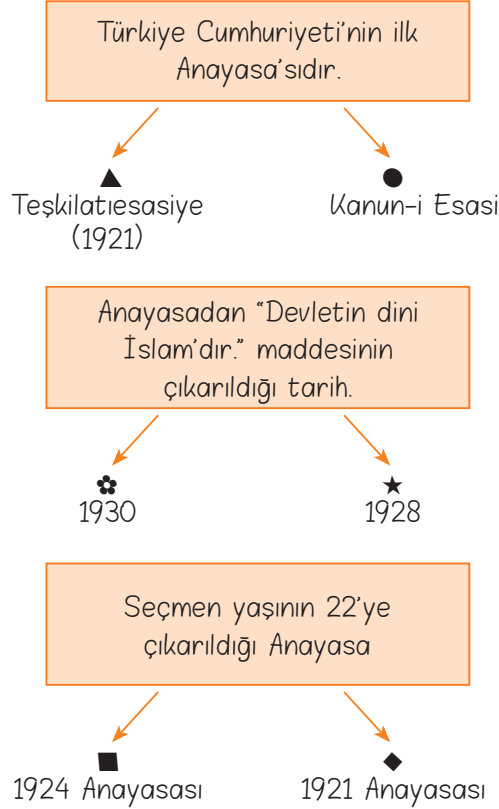 Türkiye Cumhuriyeti'nin ilk
Anayasa'sıdır.
Teşkilatıesasiye
(1921)
Kanun-i Esasi
Anayasadan “Devletin dini
İslam'dır.” maddesinin
çıkarıldığı tarih.
1930
1928
Seçmen yaşının 22'ye
çıkarıldığı Anayasa
1924 Anayasası
1921 Anayasası